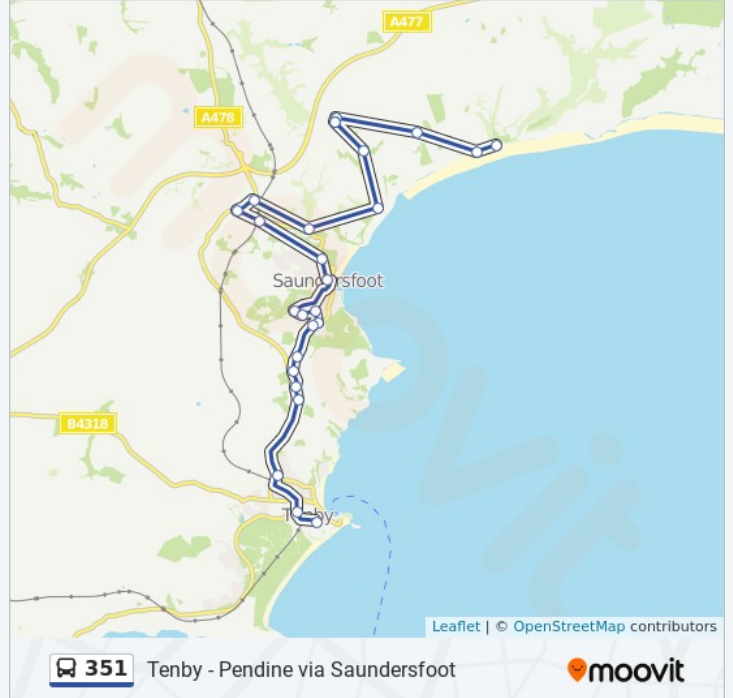 A477
A478
Saundersfoot
B4318
Tenby
Leaflet | © OpenStreetMap contributors
351 Tenby - Pendine via Saundersfoot
moovit